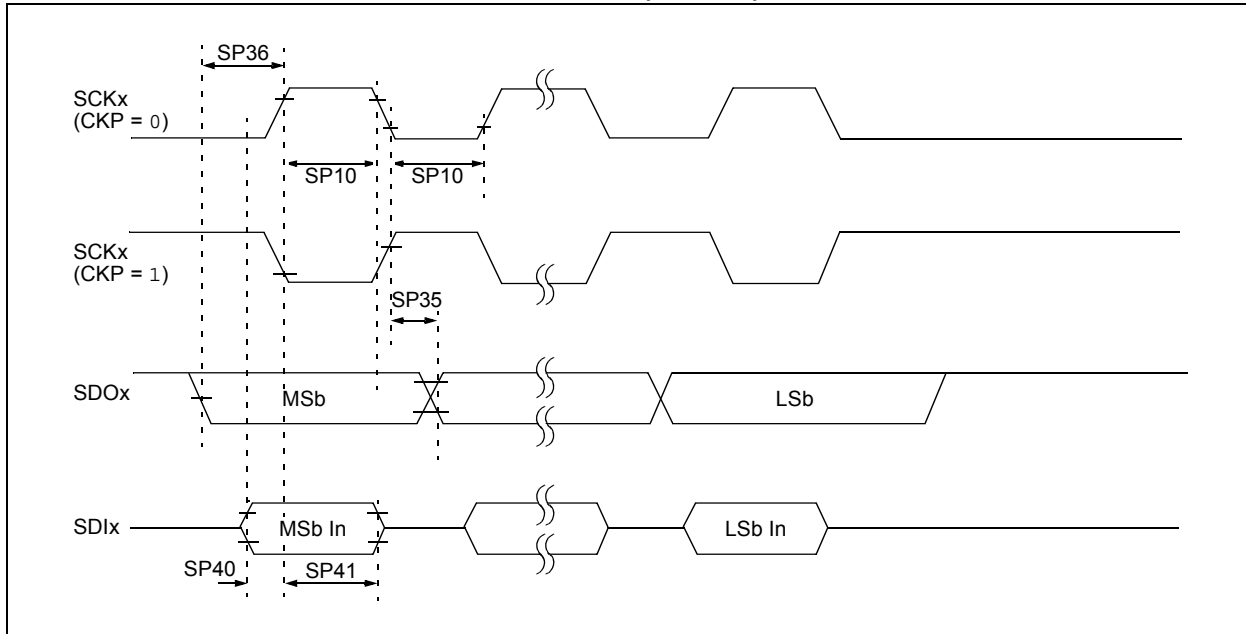 SP36
SCKx
(CKP = 0)
SP10
SP10
SCKx
(CKP = 1)
SP35
SDOx
MSb
LSb
SDIx
MSb In
LSb In
SP40
SP41